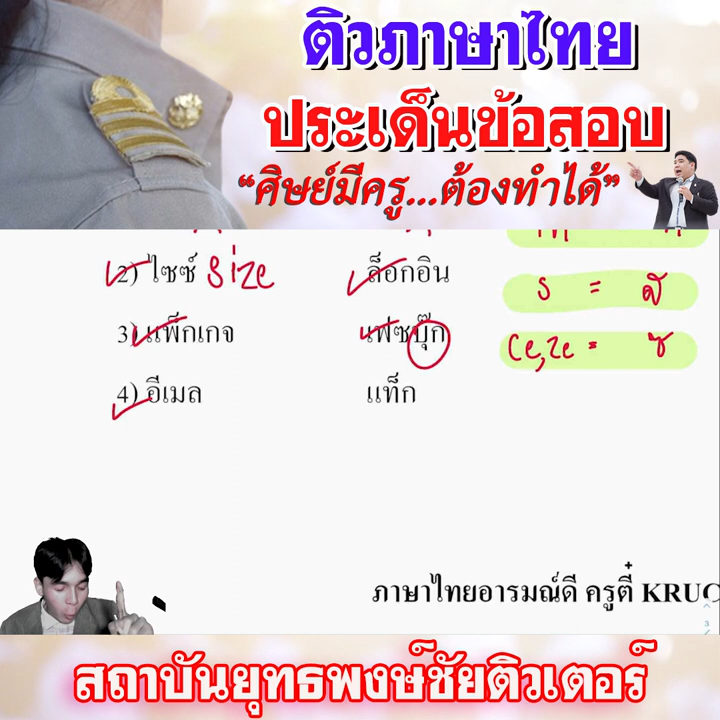 ติวภาษาไทย
ประเด็นข้อสอบ
“ศิษย์มีครู...ต้องทำได้”
2) ไซซ์ size ล็อกอิน
s = ส
3) แพ็กเกจ เฟซบุ๊ก
ce, ze = ซ
4) อีเมล แท็ก
ภาษาไทยอารมณ์ดี ครูตี่๋ KRUC
สถาบันยุทธพงษ์ชัยติวเตอร์